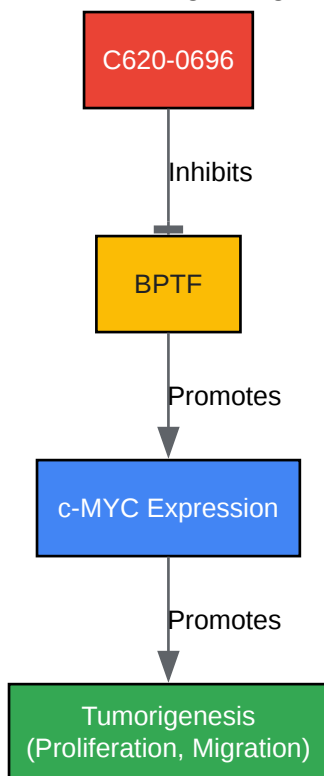 C620-0696
Inhibits
BPTF
Promotes
c-MYC Expression
Promotes
Tumorigenesis
(Proliferation, Migration)